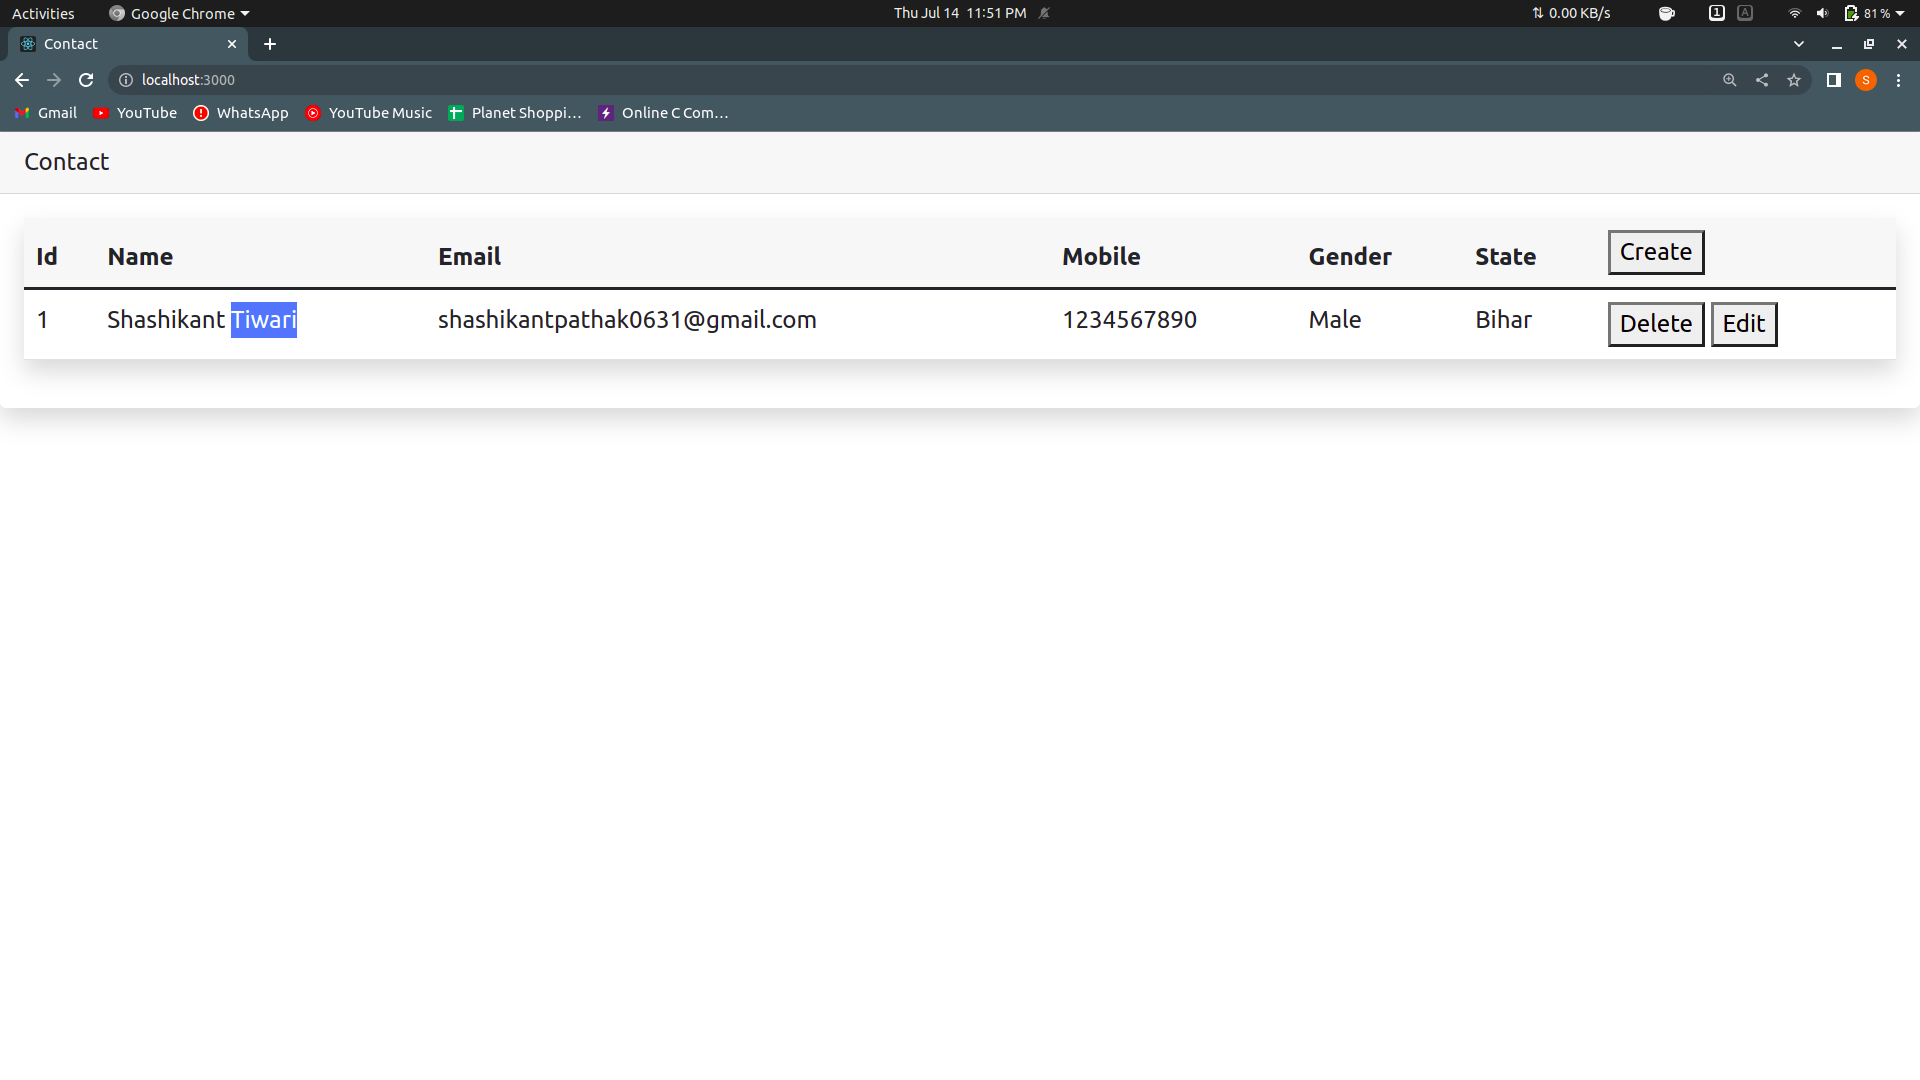 Activities Google Chrome Thu Jul 14 11:51 PM 0.00 KB/s 1 A 81 %
Contact
localhost:3000 S
Gmail YouTube WhatsApp YouTube Music Planet Shoppi... Online C Com...
Contact
Id Name Email Mobile Gender State Create
1 Shashikant Tiwari shashikantpathak0631@gmail.com 1234567890 Male Bihar Delete Edit